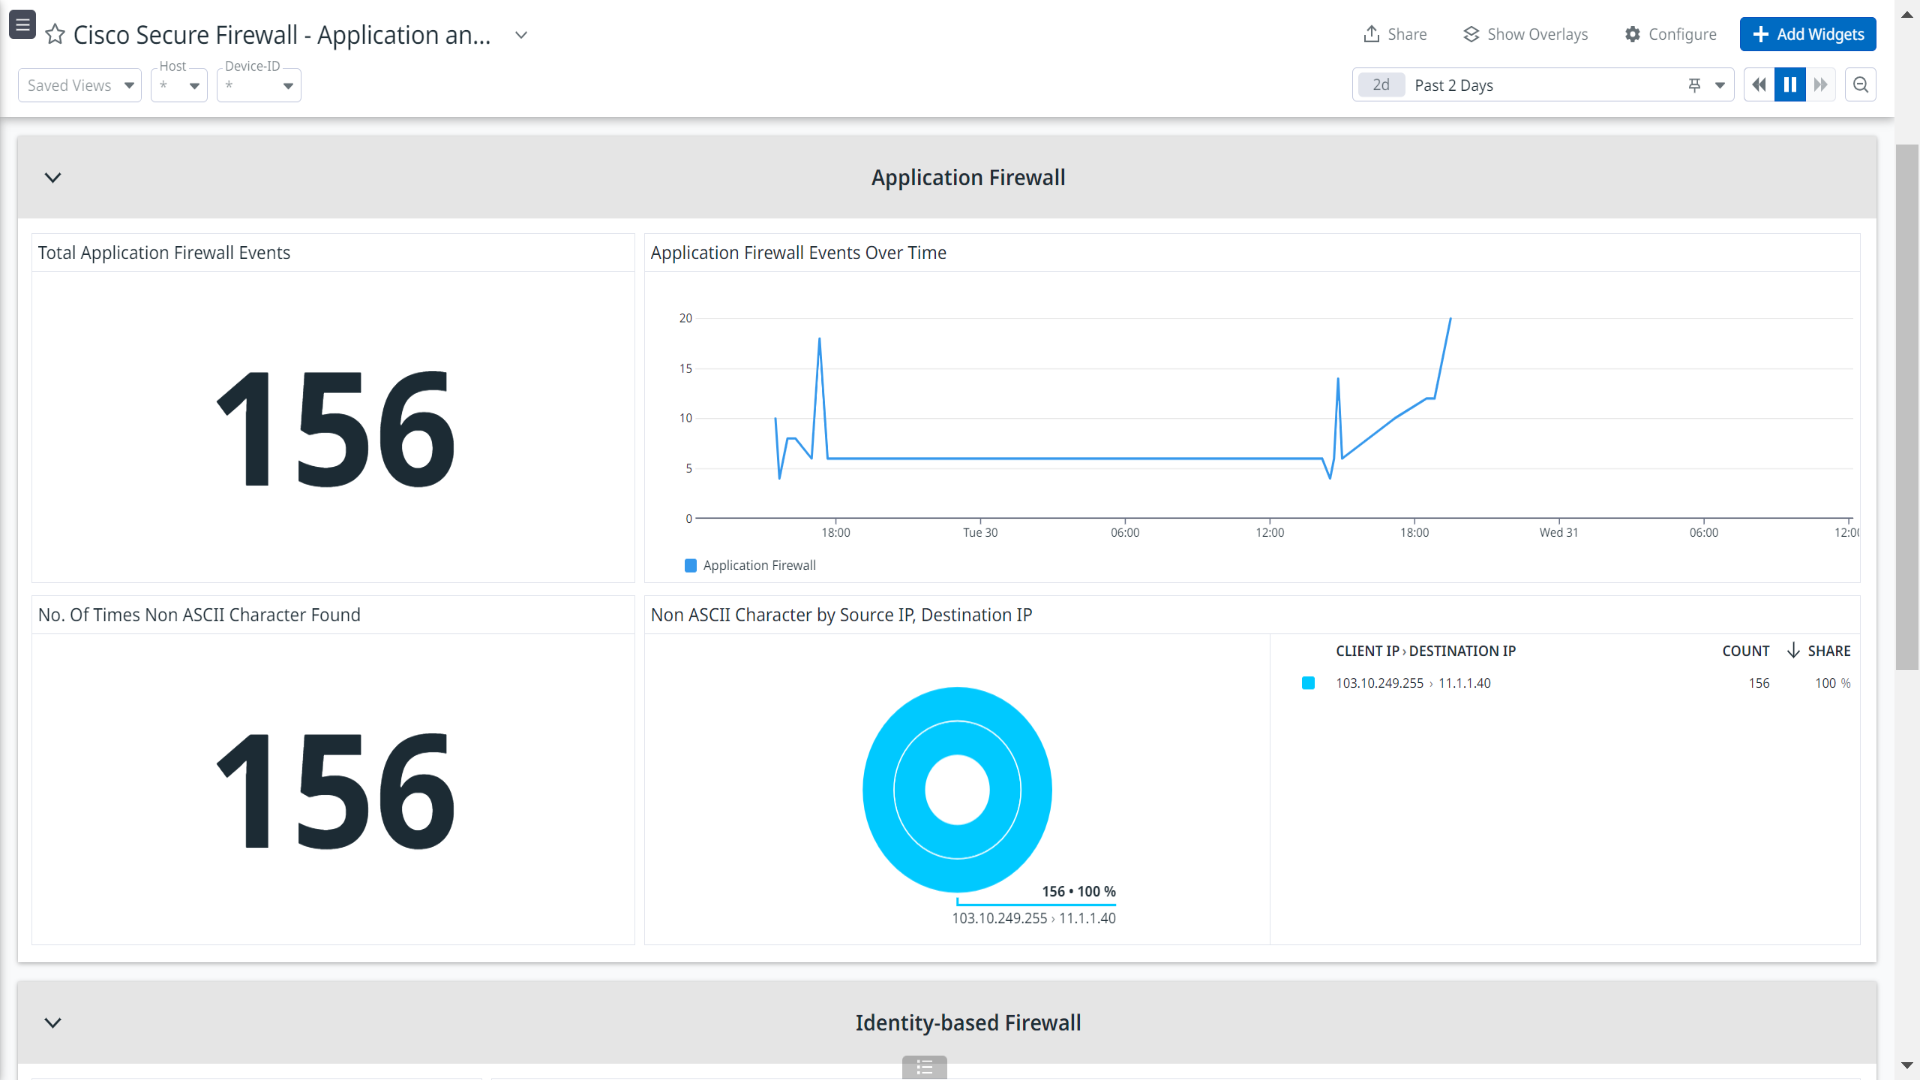 Cisco Secure Firewall - Application an...
Share
Show Overlays
Configure
Add Widgets
Saved Views
Host
*
Device-ID
*
2d
Past 2 Days
Application Firewall
Total Application Firewall Events
156
Application Firewall Events Over Time
20
15
10
5
0
18:00
Tue 30
06:00
12:00
18:00
Wed 31
06:00
12:00
Application Firewall
No. Of Times Non ASCII Character Found
156
Non ASCII Character by Source IP, Destination IP
156 • 100 %
103.10.249.255 › 11.1.1.40
CLIENT IP › DESTINATION IP COUNT ↓ SHARE
103.10.249.255 › 11.1.1.40 156 100 %
Identity-based Firewall